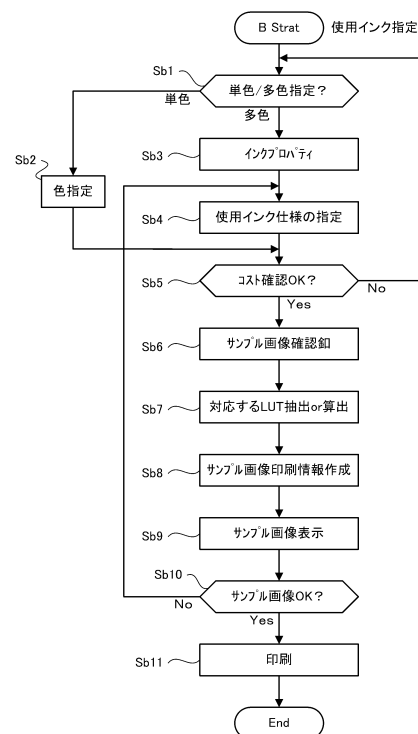 B Strat
使用インク指定
Sb1
単色/多色指定？
単色
多色
Sb2
色指定
Sb3
ｲﾝｸﾌﾟﾛﾊﾟﾃｨ
Sb4
使用インク仕様の指定
Sb5
ｺｽﾄ確認OK？
No
Yes
Sb6
ｻﾝﾌﾟﾙ画像確認釦
Sb7
対応するLUT抽出or算出
Sb8
ｻﾝﾌﾟﾙ画像印刷情報作成
Sb9
ｻﾝﾌﾟﾙ画像表示
Sb10
ｻﾝﾌﾟﾙ画像OK？
No
Yes
Sb11
印刷
End